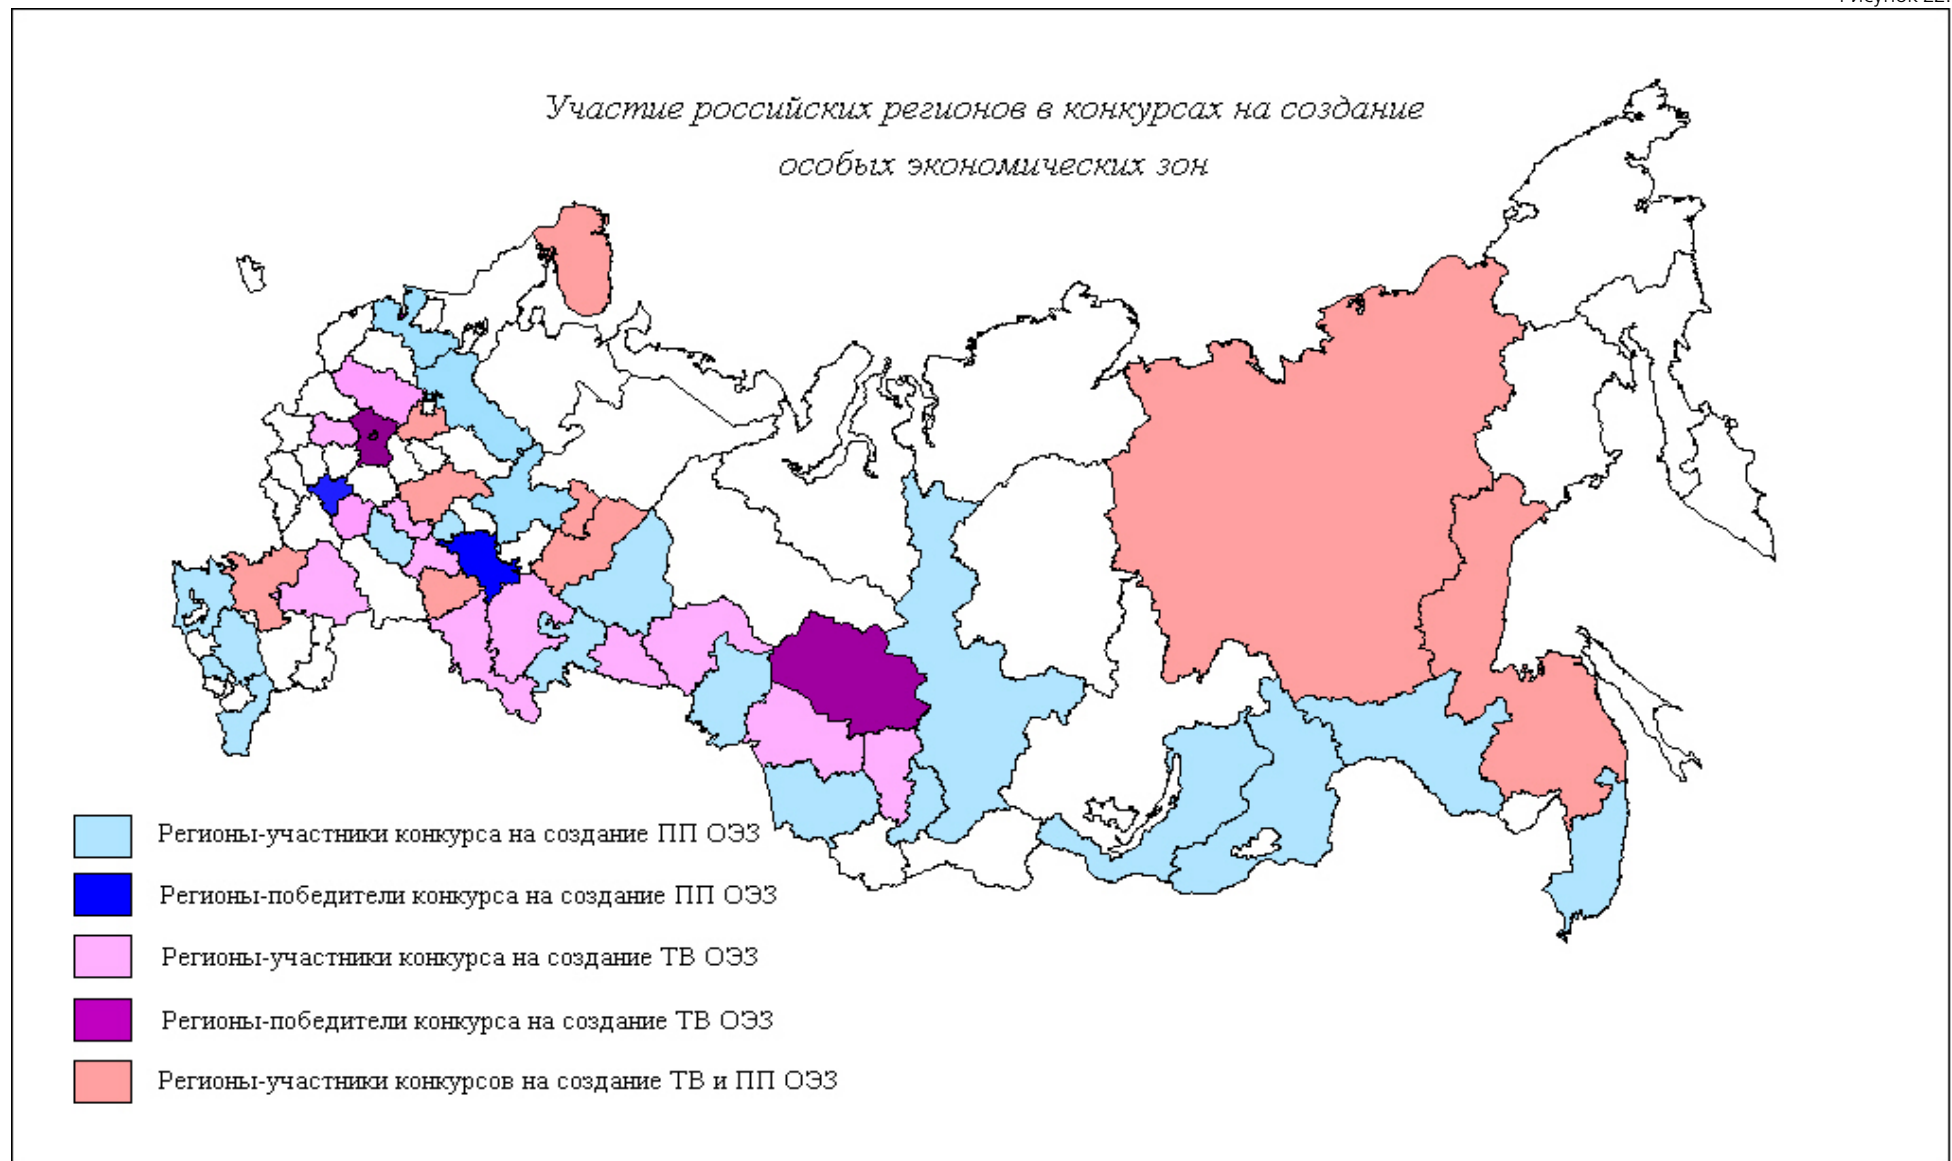 Участие российских регионов в конкурсах на создание
особых экономических зон
Регионы-участники конкурса на создание ПП ОЭЗ
Регионы-победители конкурса на создание ПП ОЭЗ
Регионы-участники конкурса на создание ТВ ОЭЗ
Регионы-победители конкурса на создание ТВ ОЭЗ
Регионы-участники конкурсов на создание ТВ и ПП ОЭЗ